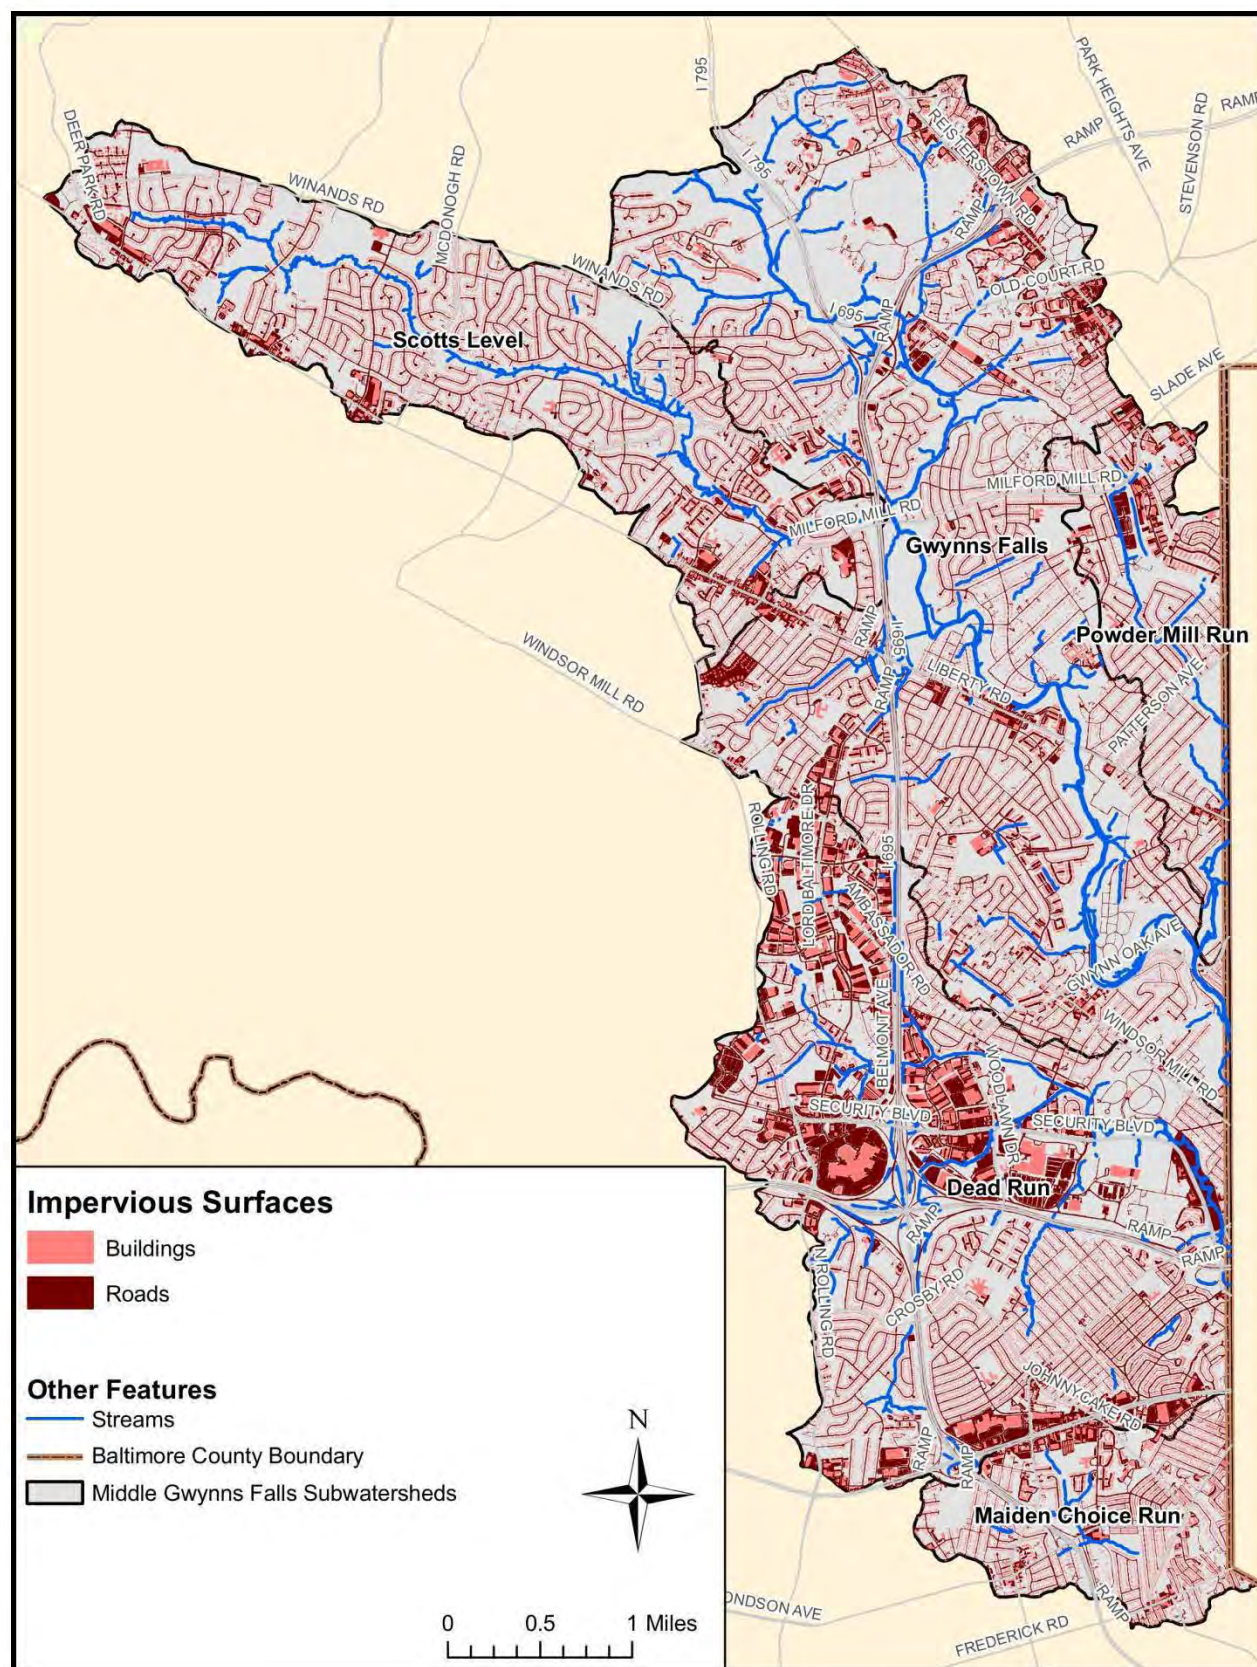 I 795
PARK HEIGHTS AVE
STEVENSON RD
RAMP
RAMP
REISTERSTOWN RD
DEER PARK RD
WINANDS RD
MCDONOGH RD
I 795
RAMP
WINANDS RD
OLD COURT RD
I 695
RAMP
Scotts Level
SLADE AVE
MILFORD MILL RD
MILFORD MILL RD
Gwynns Falls
RAMP
I 695
Powder Mill Run
WINDSOR MILL RD
LIBERTY RD
RAMP
PATTERSON AVE
ROLLING RD
LORD BALTIMORE DR
I 695
AMBASSADOR RD
GWYNN OAK AVE
BELMONT AVE
WINDSOR MILL RD
WOODLAWN DR
SECURITY BLVD
SECURITY BLVD
Dead Run
RAMP
RAMP
RAMP
N ROLLING RD
CROSBY RD
JOHNNYCAKE RD
RAMP
RAMP
Maiden Choice Run
RAMP
ONDSON AVE
FREDERICK RD
Impervious Surfaces
Buildings
Roads
Other Features
Streams
Baltimore County Boundary
Middle Gwynns Falls Subwatersheds
N
0 0.5 1 Miles